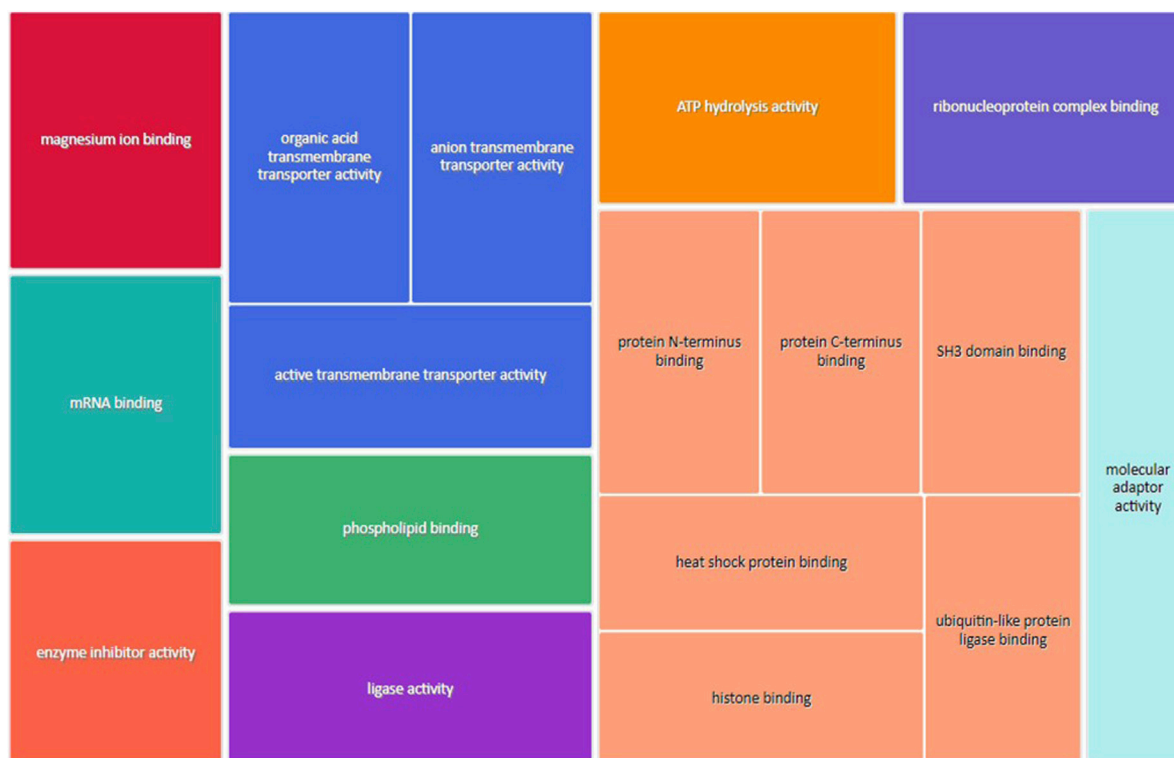 magnesium ion binding
organic acid
transmembrane
transporter activity
anion transmembrane
transporter activity
ATP hydrolysis activity
ribonucleoprotein complex binding
mRNA binding
active transmembrane transporter activity
protein N-terminus
binding
protein C-terminus
binding
SH3 domain binding
molecular
adaptor
activity
phospholipid binding
heat shock protein binding
ubiquitin-like protein
ligase binding
enzyme inhibitor activity
ligase activity
histone binding